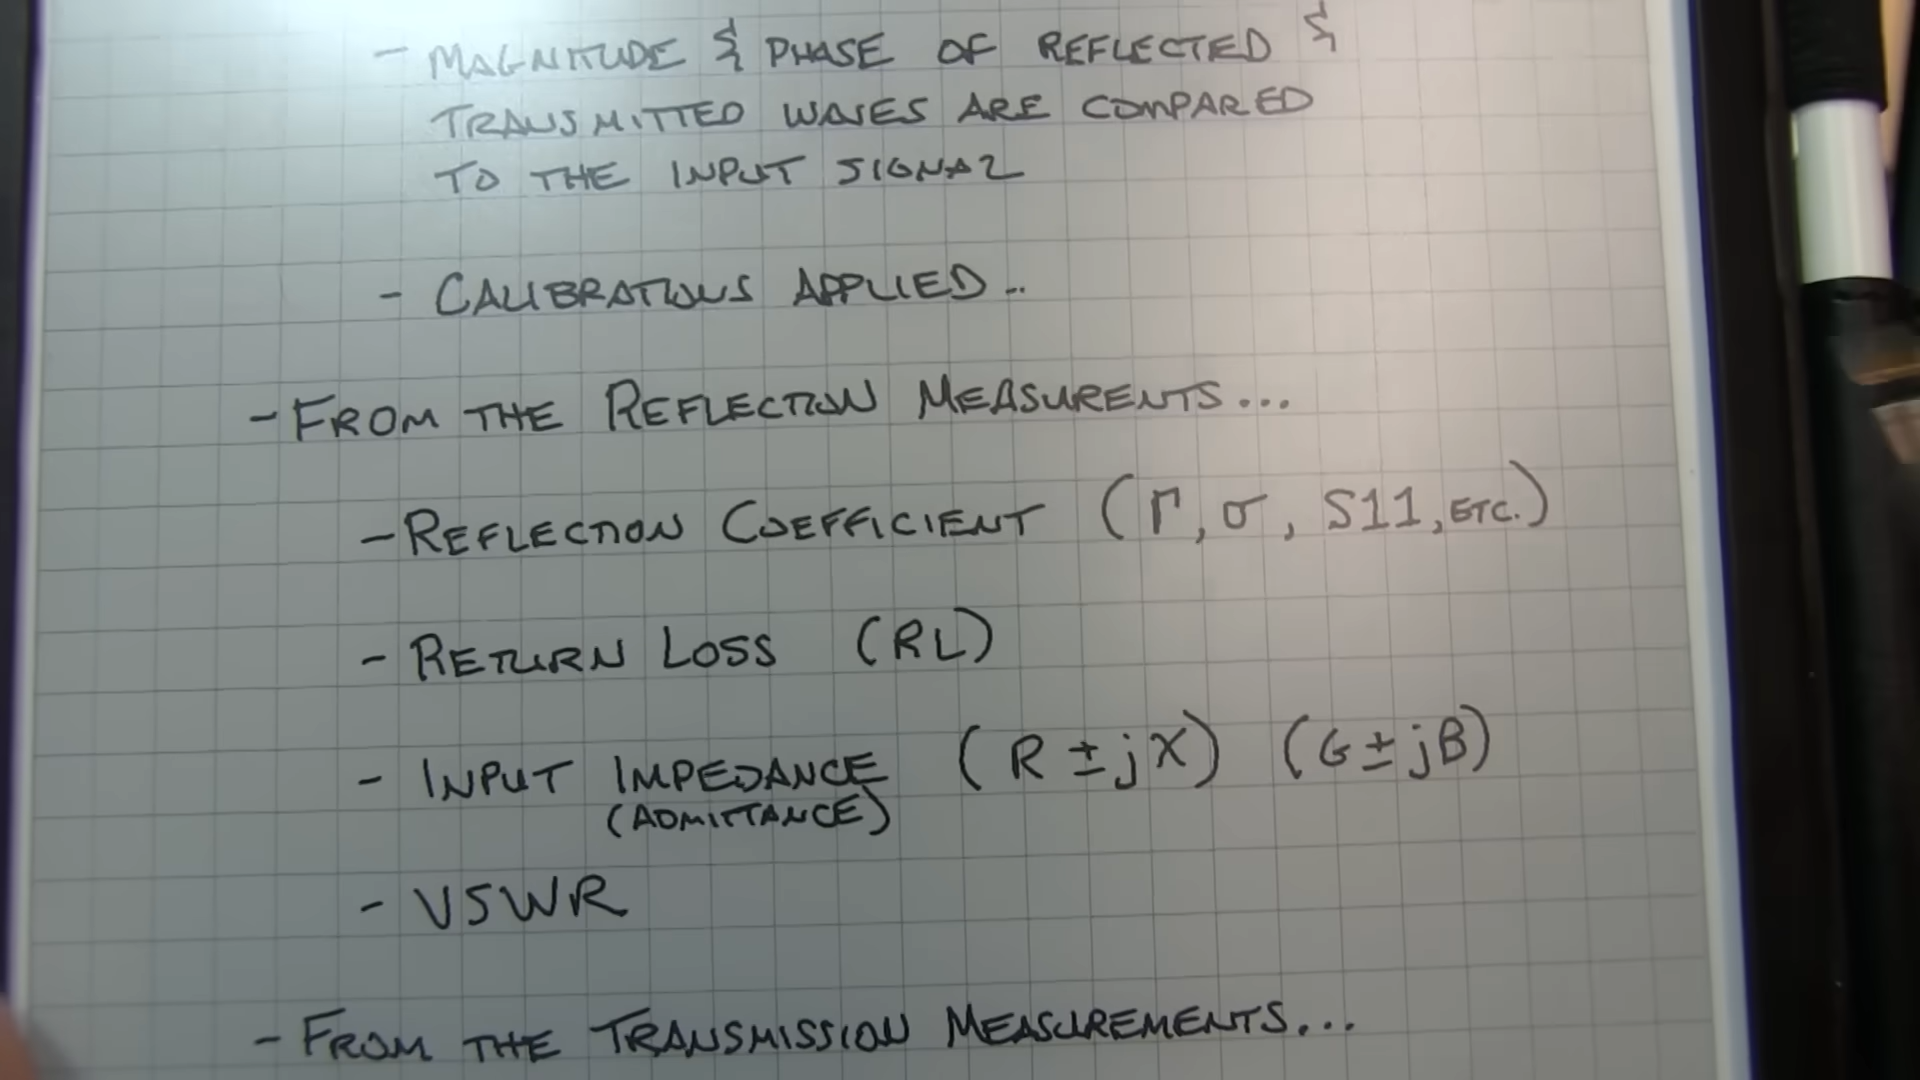 - MAGNITUDE & PHASE OF REFLECTED &
TRANSMITTED WAVES ARE COMPARED
TO THE INPUT SIGNAL
- CALIBRATIONS APPLIED..
- FROM THE REFLECTION MEASURENTS...
- REFLECTION COEFFICIENT (Γ, σ, S11, ETC.)
- RETURN LOSS (RL)
- INPUT IMPEDANCE (R ± jX) (G ± jB)
(ADMITTANCE)
- VSWR
- FROM THE TRANSMISSION MEASUREMENTS...